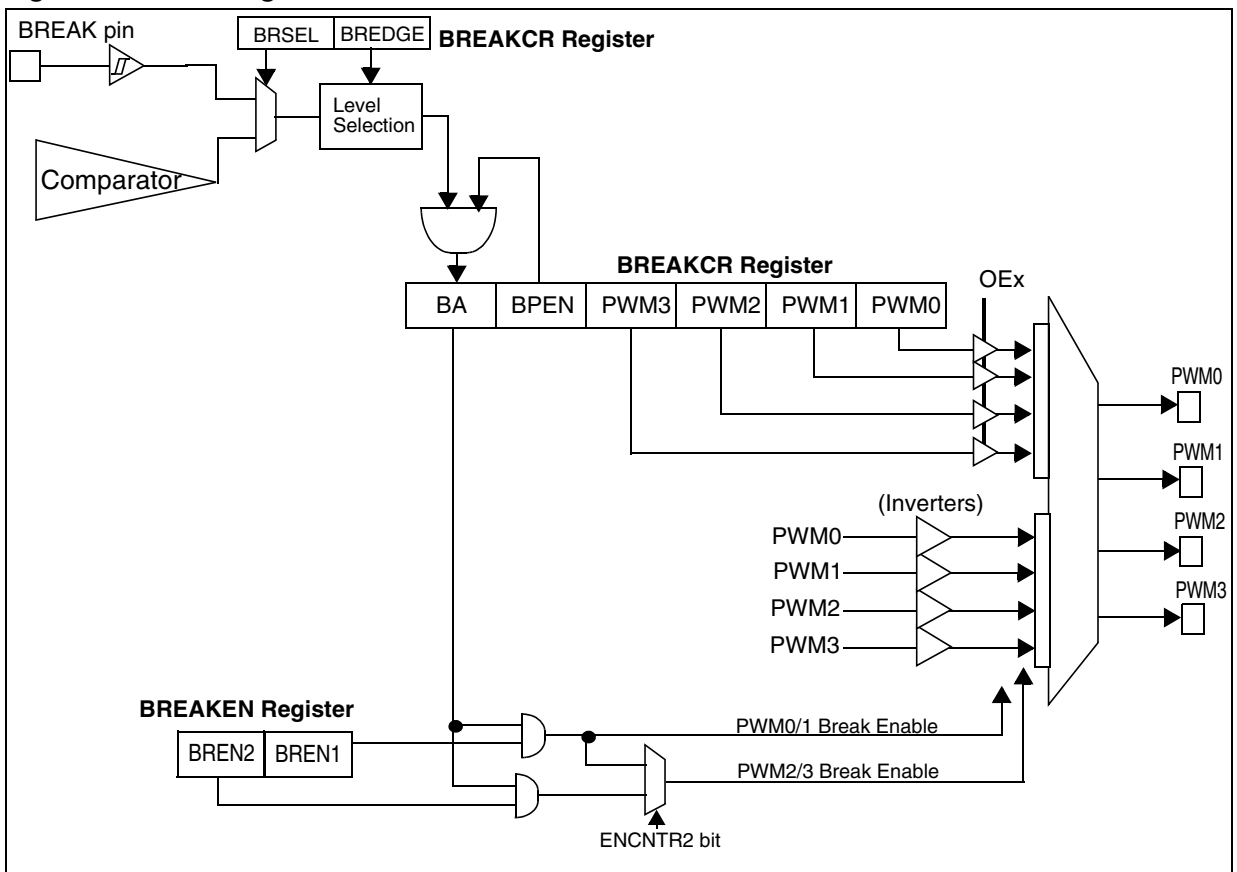 BREAK pin
BRSEL BREDGE BREAKCR Register
Level
Selection
Comparator
BREAKCR Register
OEx
BA BPEN PWM3 PWM2 PWM1 PWM0
PWM0
PWM1
PWM2
PWM3
(Inverters)
PWM0
PWM1
PWM2
PWM3
BREAKEN Register
BREN2 BREN1
PWM0/1 Break Enable
PWM2/3 Break Enable
ENCNTR2 bit